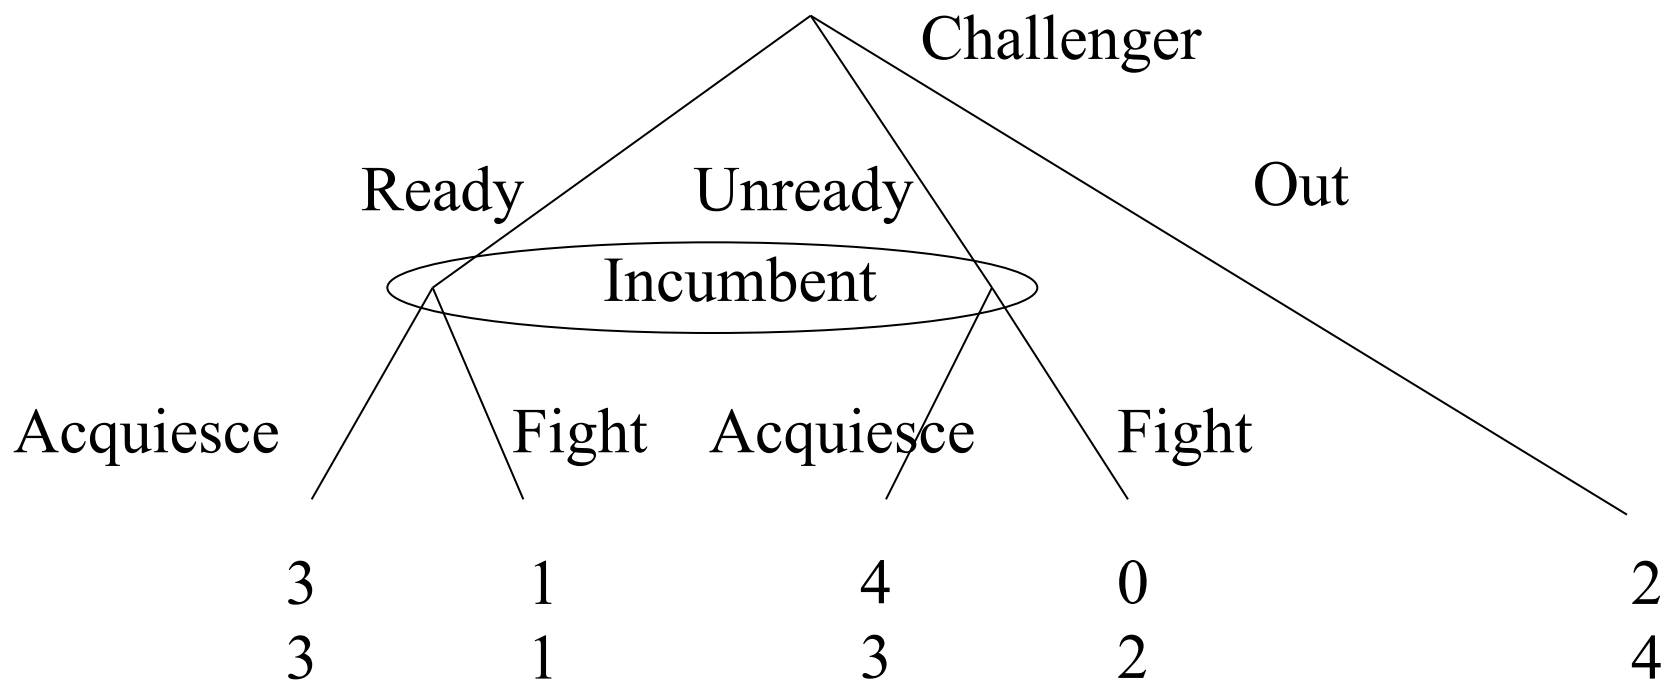 Challenger
Ready Unready Out
Incumbent
Acquiesce Fight Acquiesce Fight
3 1 4 0 2
3 1 3 2 4